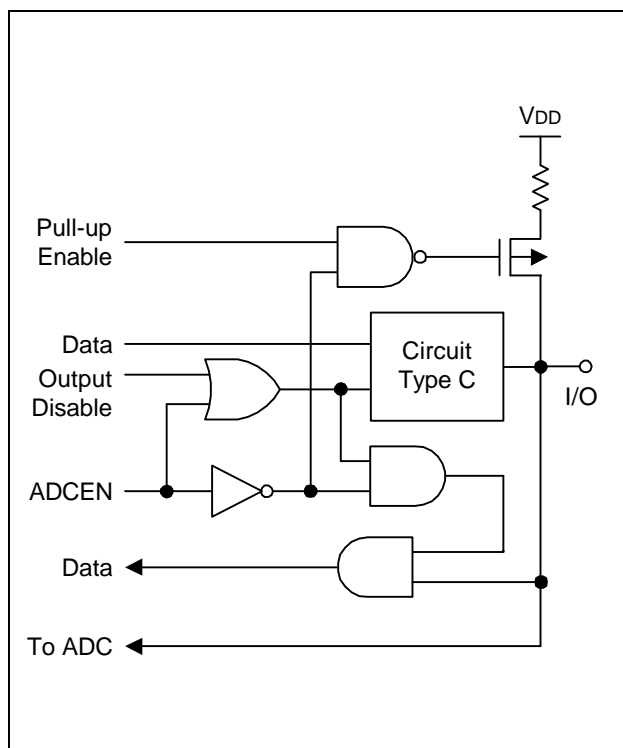 VDD
Pull-up
Enable
Data
Output
Disable
Circuit
Type C
I/O
ADCEN
Data
To ADC